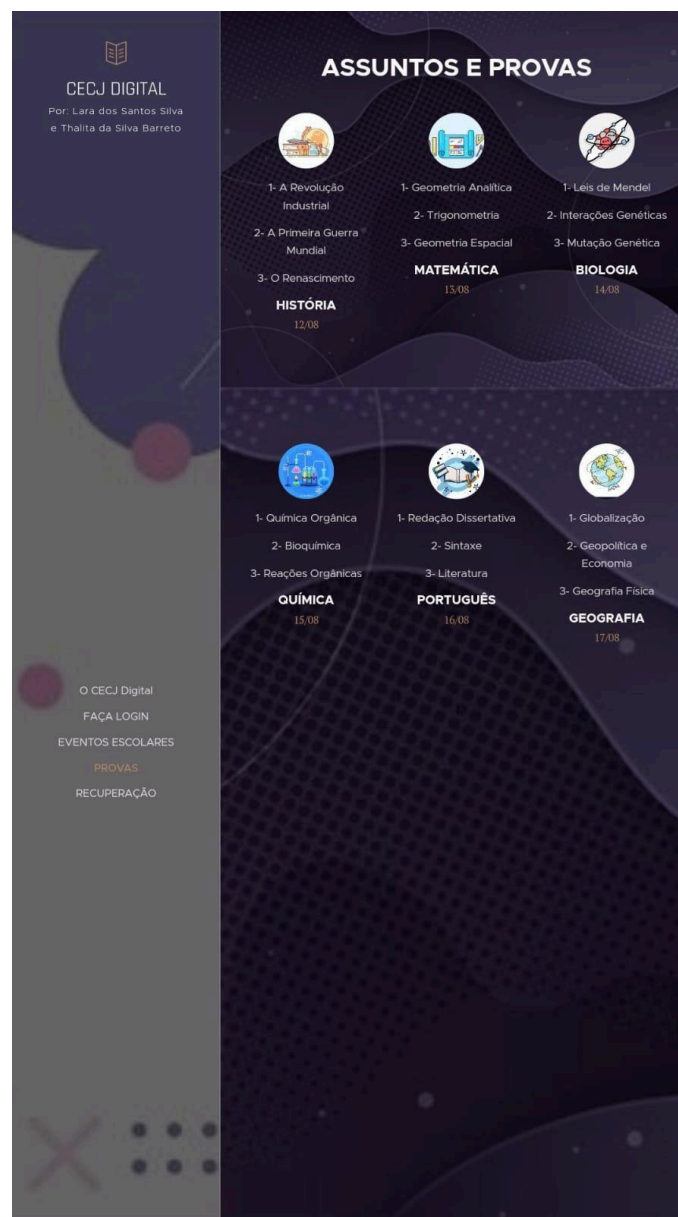 CECJ DIGITAL
Por: Lara dos Santos Silva
e Thalita da Silva Barreto
O CECJ Digital
FAÇA LOGIN
EVENTOS ESCOLARES
PROVAS
RECUPERAÇÃO
ASSUNTOS E PROVAS
1- A Revolução
Industrial
2- A Primeira Guerra
Mundial
3- O Renascimento
HISTÓRIA
12/08
1- Geometria Analítica
2- Trigonometria
3- Geometria Espacial
MATEMÁTICA
13/08
1- Leis de Mendel
2- Interações Genéticas
3- Mutação Genética
BIOLOGIA
14/08
1- Química Orgânica
2- Bioquímica
3- Reações Orgânicas
QUÍMICA
15/08
1- Redação Dissertativa
2- Sintaxe
3- Literatura
PORTUGUÊS
16/08
1- Globalização
2- Geopolítica e
Economia
3- Geografia Física
GEOGRAFIA
17/08